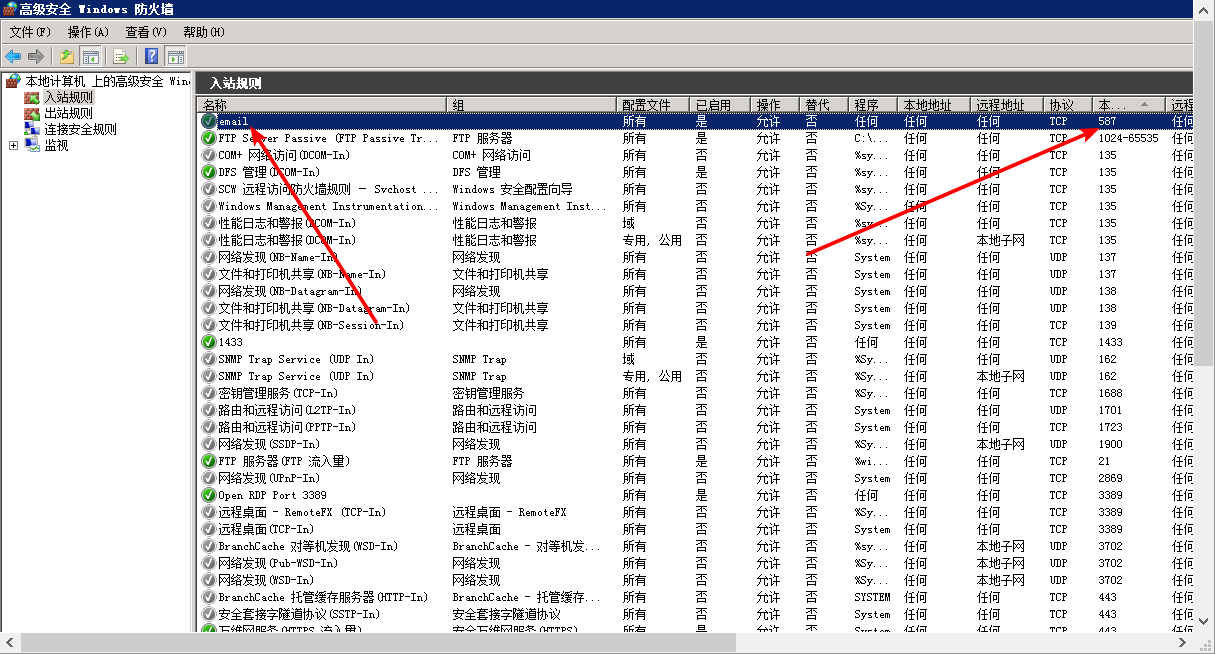 高级安全 Windows 防火墙
文件(F) 操作(A) 查看(V) 帮助(H)
本地计算机 上的高级安全 Win
入站规则
出站规则
连接安全规则
监视
入站规则
名称 组 配置文件 已启用 操作 替代 程序 本地地址 远程地址 协议 本... 远程
email 所有 是 允许 否 任何 任何 任何 TCP 587 任何
FTP Server Passive (FTP Passive Tr... FTP 服务器 所有 是 允许 否 C:\... 任何 任何 TCP 1024-65535 任何
COM+ 网络访问(DCOM-In) COM+ 网络访问 所有 否 允许 否 %sy... 任何 任何 TCP 135 任何
DFS 管理(DCOM-In) DFS 管理 所有 是 允许 否 %sy... 任何 任何 TCP 135 任何
SCW 远程访问防火墙规则 - Svchost ... Windows 安全配置向导 所有 否 允许 否 %sy... 任何 任何 TCP 135 任何
Windows Management Instrumentation... Windows Management Inst... 所有 否 允许 否 %sy... 任何 任何 TCP 135 任何
性能日志和警报(DCOM-In) 性能日志和警报 域 否 允许 否 %sy... 任何 任何 TCP 135 任何
性能日志和警报(DCOM-In) 性能日志和警报 专用, 公用 否 允许 否 %sy... 任何 本地子网 TCP 135 任何
网络发现(NB-Name-In) 网络发现 所有 否 允许 否 System 任何 任何 UDP 137 任何
文件和打印机共享(NB-Name-In) 文件和打印机共享 所有 否 允许 否 System 任何 任何 UDP 137 任何
网络发现(NB-Datagram-In) 网络发现 所有 否 允许 否 System 任何 任何 UDP 138 任何
文件和打印机共享(NB-Datagram-In) 文件和打印机共享 所有 否 允许 否 System 任何 任何 UDP 138 任何
文件和打印机共享(NB-Session-In) 文件和打印机共享 所有 否 允许 否 System 任何 任何 TCP 139 任何
1433 所有 是 允许 否 任何 任何 任何 TCP 1433 任何
SNMP Trap Service (UDP In) SNMP Trap 域 否 允许 否 %Sy... 任何 任何 UDP 162 任何
SNMP Trap Service (UDP In) SNMP Trap 专用, 公用 否 允许 否 %Sy... 任何 本地子网 UDP 162 任何
密钥管理服务(TCP-In) 密钥管理服务 所有 否 允许 否 %Sy... 任何 任何 TCP 1688 任何
路由和远程访问(L2TP-In) 路由和远程访问 所有 否 允许 否 System 任何 任何 UDP 1701 任何
路由和远程访问(PPTP-In) 路由和远程访问 所有 否 允许 否 System 任何 任何 TCP 1723 任何
网络发现(SSDP-In) 网络发现 所有 否 允许 否 %Sy... 任何 本地子网 UDP 1900 任何
FTP 服务器(FTP 流入量) FTP 服务器 所有 是 允许 否 %wi... 任何 任何 TCP 21 任何
网络发现(UPnP-In) 网络发现 所有 否 允许 否 System 任何 任何 TCP 2869 任何
Open RDP Port 3389 所有 是 允许 否 任何 任何 任何 TCP 3389 任何
远程桌面 - RemoteFX (TCP-In) 远程桌面 - RemoteFX 所有 否 允许 否 %Sy... 任何 任何 TCP 3389 任何
远程桌面(TCP-In) 远程桌面 所有 否 允许 否 System 任何 任何 TCP 3389 任何
BranchCache 对等机发现(WSD-In) BranchCache - 对等机发... 所有 否 允许 否 %sy... 任何 本地子网 UDP 3702 任何
网络发现(Pub-WSD-In) 网络发现 所有 否 允许 否 %Sy... 任何 本地子网 UDP 3702 任何
网络发现(WSD-In) 网络发现 所有 否 允许 否 %Sy... 任何 本地子网 UDP 3702 任何
BranchCache 托管缓存服务器(HTTP-In) BranchCache - 托管缓存... 所有 否 允许 否 SYSTEM 任何 任何 TCP 443 任何
安全套接字隧道协议(SSTP-In) 安全套接字隧道协议 所有 否 允许 否 System 任何 任何 TCP 443 任何
万维网服务(HTTPS 流入量) 安全万维网服务(HTTPS) 所有 是 允许 否 System 任何 任何 TCP 443 任何